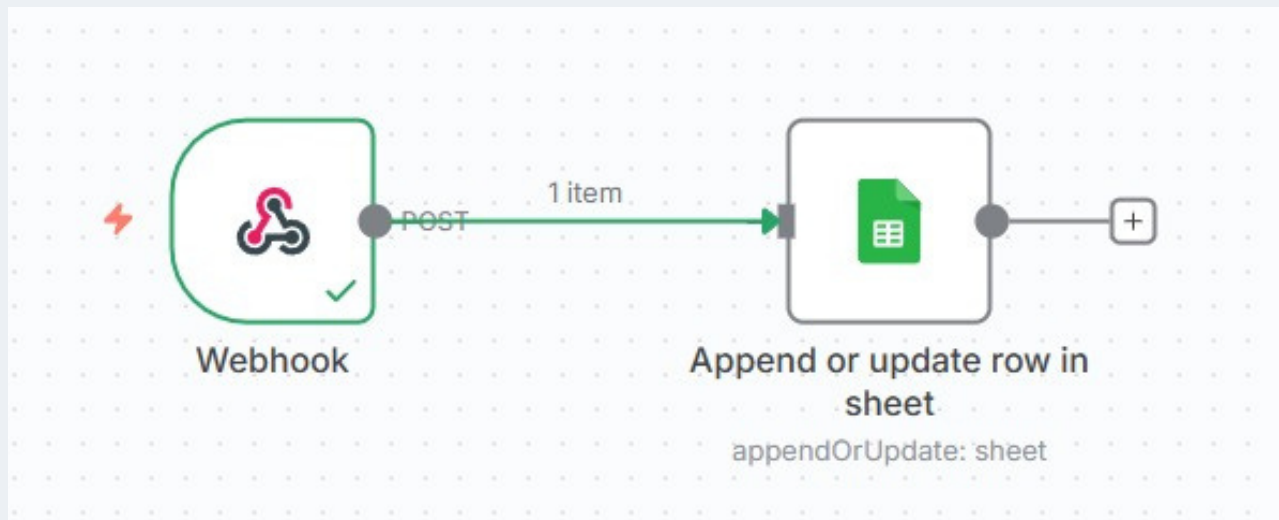 1 item
POST
Webhook
Append or update row in
sheet
appendOrUpdate: sheet